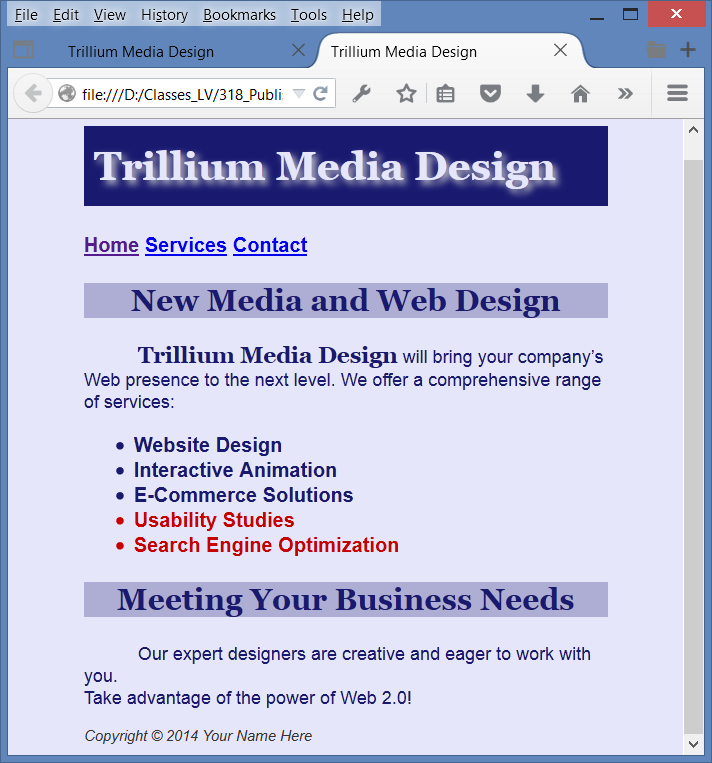 File Edit View History Bookmarks Tools Help
Trillium Media Design Trillium Media Design
file:///D:/Classes_LV/318_Publi
Trillium Media Design
Home Services Contact
New Media and Web Design
Trillium Media Design will bring your company’s
Web presence to the next level. We offer a comprehensive range
of services:
• Website Design
• Interactive Animation
• E-Commerce Solutions
• Usability Studies
• Search Engine Optimization
Meeting Your Business Needs
Our expert designers are creative and eager to work with
you.
Take advantage of the power of Web 2.0!
Copyright © 2014 Your Name Here